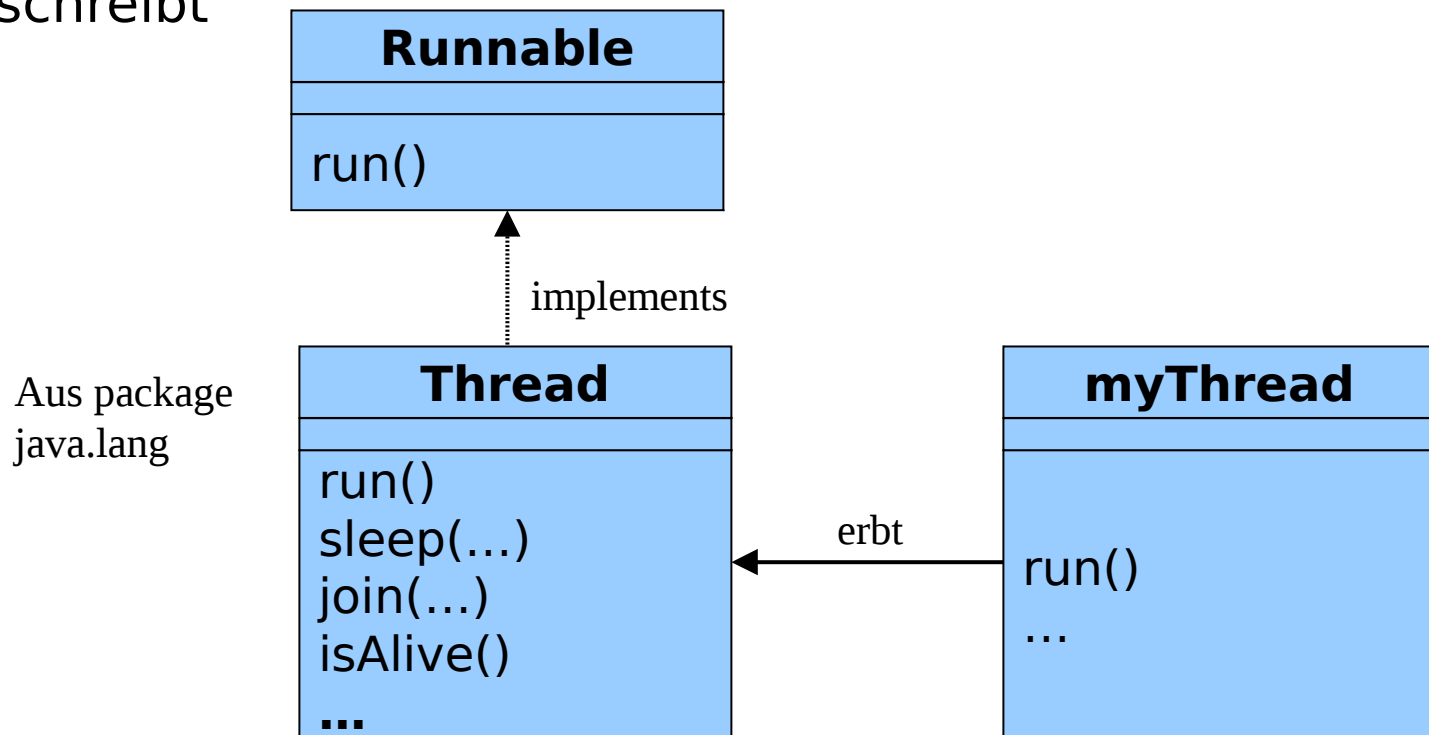 schreibt
Runnable
run()
implements
Aus package
java.lang
Thread
run()
sleep(...)
join(...)
isAlive()
...
erbt
myThread
run()
...